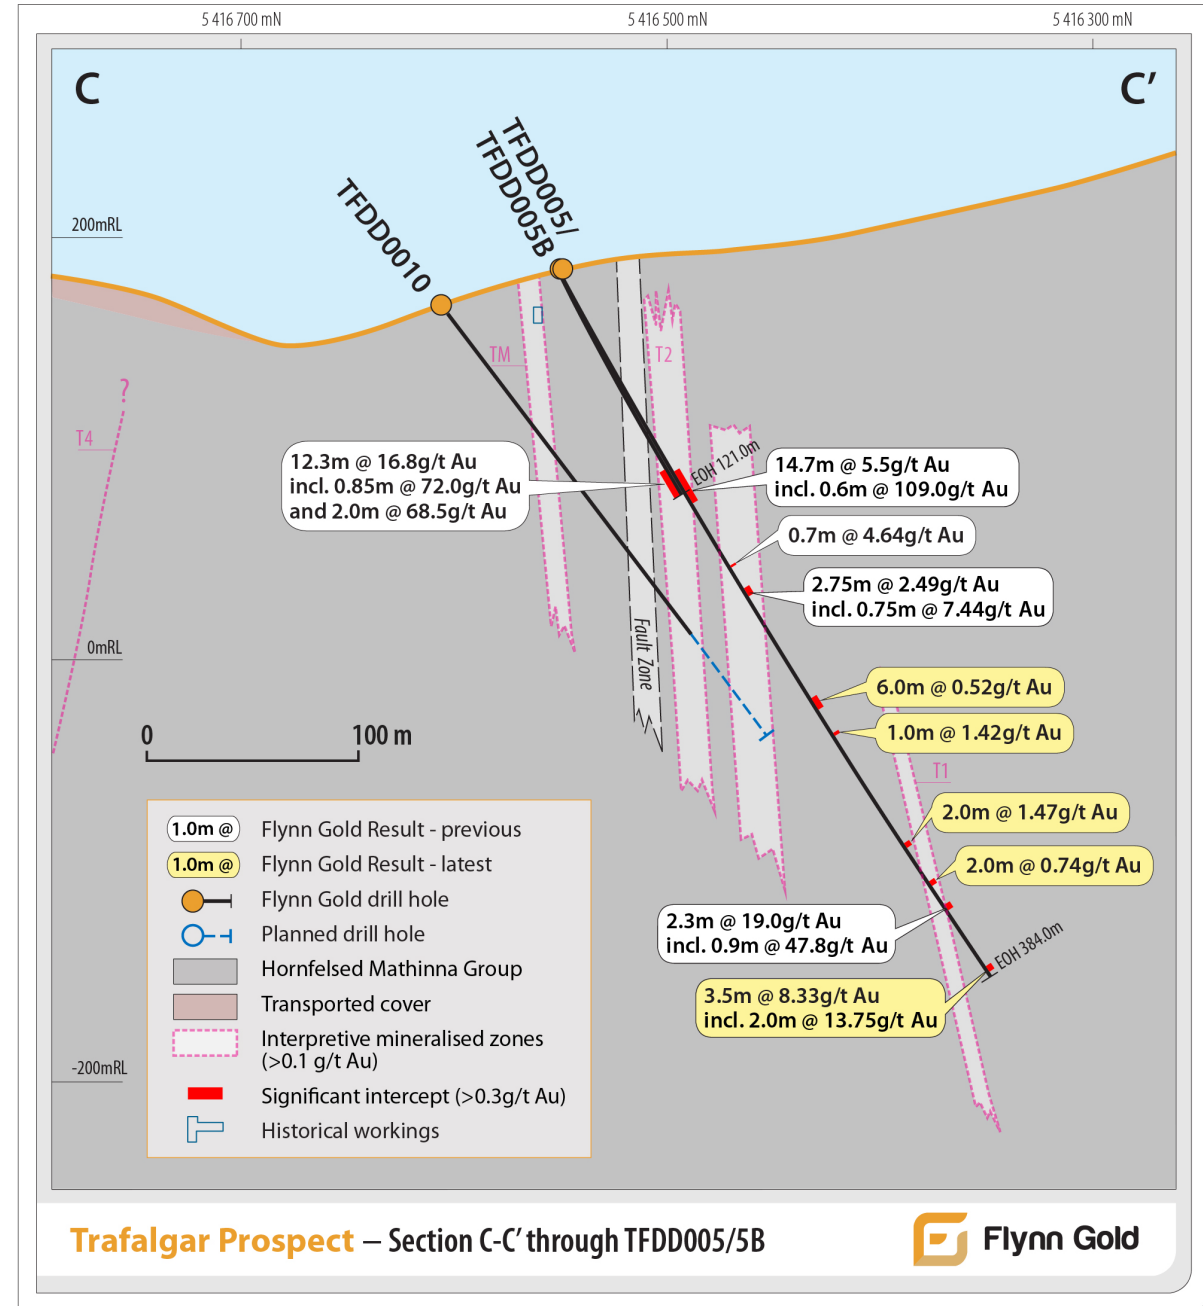 5 416 700 mN
5 416 500 mN
5 416 300 mN
C
C’
TFDD005/
TFDD005B
TFDD0010
200mRL
TM
T2
?
T4
EOH 121.0m
12.3m @ 16.8g/t Au
incl. 0.85m @ 72.0g/t Au
and 2.0m @ 68.5g/t Au
14.7m @ 5.5g/t Au
incl. 0.6m @ 109.0g/t Au
0.7m @ 4.64g/t Au
2.75m @ 2.49g/t Au
incl. 0.75m @ 7.44g/t Au
Fault Zone
0mRL
6.0m @ 0.52g/t Au
1.0m @ 1.42g/t Au
0
100 m
T1
2.0m @ 1.47g/t Au
2.0m @ 0.74g/t Au
2.3m @ 19.0g/t Au
incl. 0.9m @ 47.8g/t Au
EOH 384.0m
3.5m @ 8.33g/t Au
incl. 2.0m @ 13.75g/t Au
-200mRL
1.0m @
Flynn Gold Result - previous
1.0m @
Flynn Gold Result - latest
Flynn Gold drill hole
Planned drill hole
Hornfelsed Mathinna Group
Transported cover
Interpretive mineralised zones
(>0.1 g/t Au)
Significant intercept (>0.3g/t Au)
Historical workings
Trafalgar Prospect – Section C-C’ through TFDD005/5B
Flynn Gold